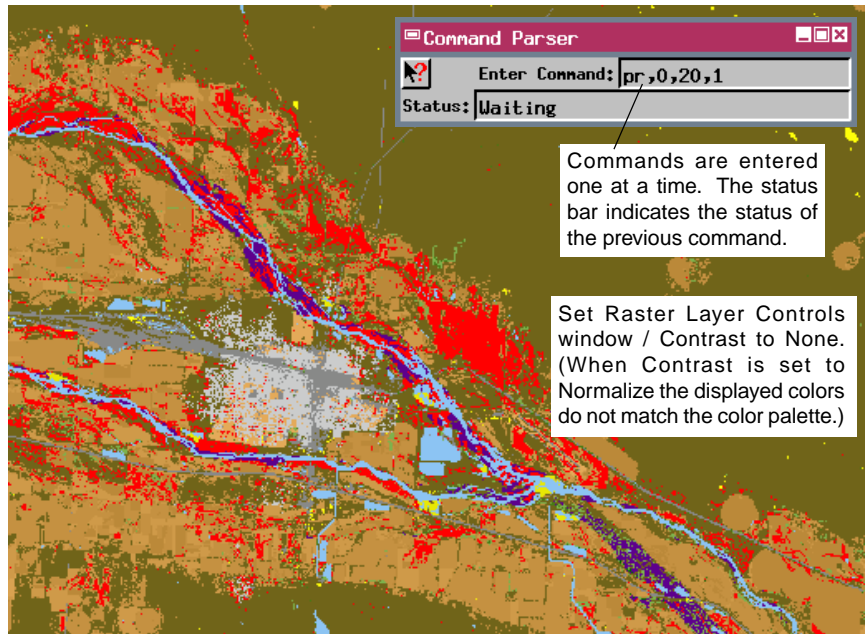 Command Parser
Enter Command: pr,0,20,1
Status: Waiting
Commands are entered
one at a time. The status
bar indicates the status of
the previous command.
Set Raster Layer Controls
window / Contrast to None.
(When Contrast is set to
Normalize the displayed colors
do not match the color palette.)